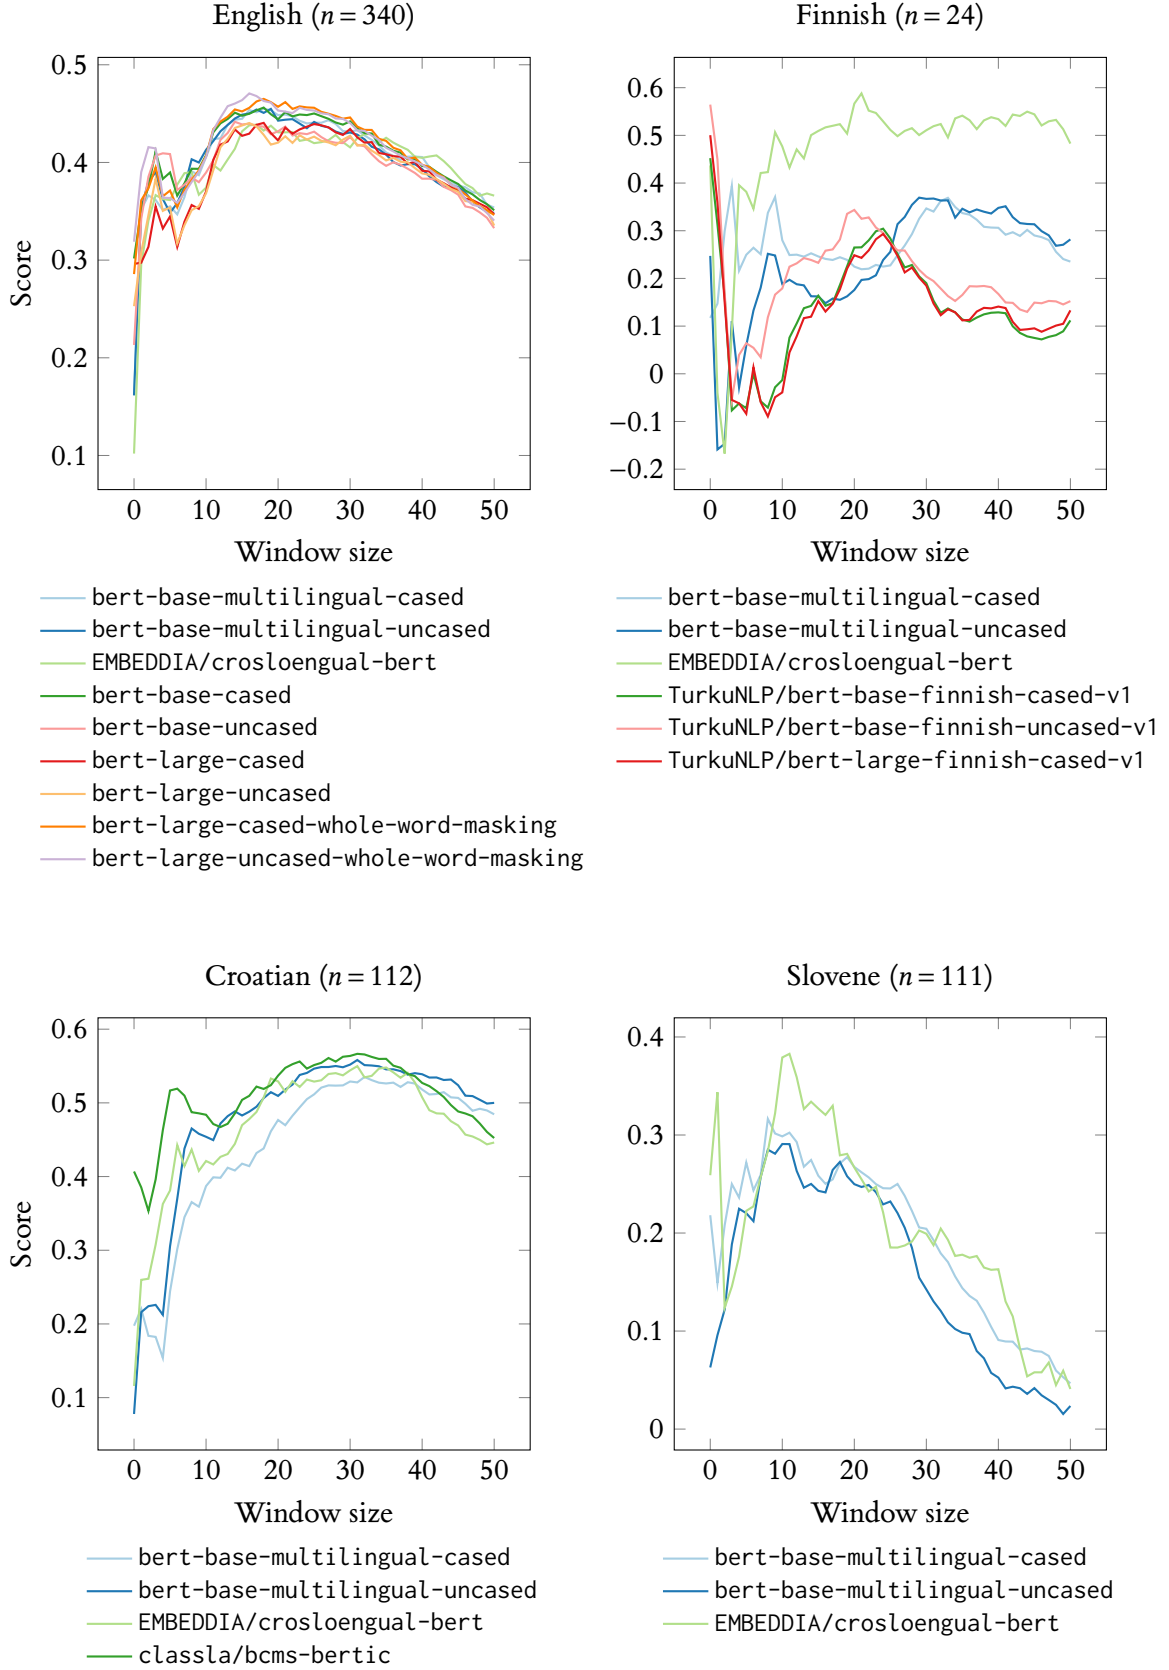 English (n = 340)
0.5
0.4
0.3
0.2
0.1
Score
0 10 20 30 40 50
Window size
bert-base-multilingual-cased
bert-base-multilingual-uncased
EMBEDDIA/crosloengual-bert
bert-base-cased
bert-base-uncased
bert-large-cased
bert-large-uncased
bert-large-cased-whole-word-masking
bert-large-uncased-whole-word-masking
Finnish (n = 24)
0.6
0.5
0.4
0.3
0.2
0.1
0
−0.1
−0.2
0 10 20 30 40 50
Window size
bert-base-multilingual-cased
bert-base-multilingual-uncased
EMBEDDIA/crosloengual-bert
TurkuNLP/bert-base-finnish-cased-v1
TurkuNLP/bert-base-finnish-uncased-v1
TurkuNLP/bert-large-finnish-cased-v1
Croatian (n = 112)
0.6
0.5
0.4
0.3
0.2
0.1
Score
0 10 20 30 40 50
Window size
bert-base-multilingual-cased
bert-base-multilingual-uncased
EMBEDDIA/crosloengual-bert
classla/bcms-bertic
Slovene (n = 111)
0.4
0.3
0.2
0.1
0
0 10 20 30 40 50
Window size
bert-base-multilingual-cased
bert-base-multilingual-uncased
EMBEDDIA/crosloengual-bert